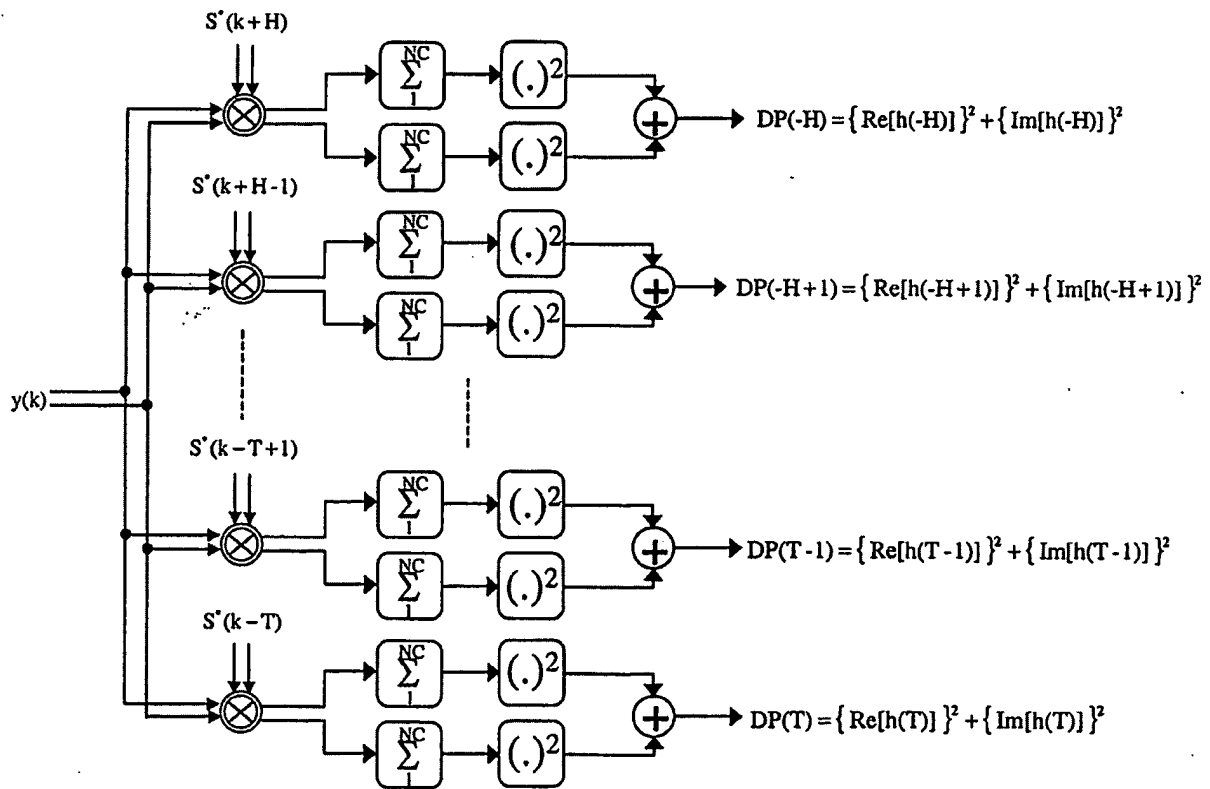 S*(k+H)
NC
∑
1
(.)²
+
DP(-H) = { Re[h(-H)] }² + { Im[h(-H)] }²
NC
∑
1
(.)²
S*(k+H-1)
NC
∑
1
(.)²
+
DP(-H+1) = { Re[h(-H+1)] }² + { Im[h(-H+1)] }²
NC
∑
1
(.)²
y(k)
S*(k-T+1)
NC
∑
1
(.)²
+
DP(T-1) = { Re[h(T-1)] }² + { Im[h(T-1)] }²
NC
∑
1
(.)²
S*(k-T)
NC
∑
1
(.)²
+
DP(T) = { Re[h(T)] }² + { Im[h(T)] }²
NC
∑
1
(.)²